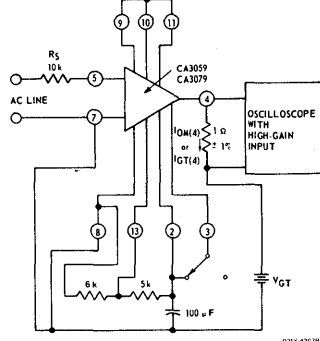 9 10 11
RS
10k
5
CA3059
CA3079
4
7
AC LINE
IOM(4)
or
IGT(4)
1 Ω
± 1%
OSCILLOSCOPE
WITH
HIGH-GAIN
INPUT
8 13 2 3
6k 5k
VGT
100 μF